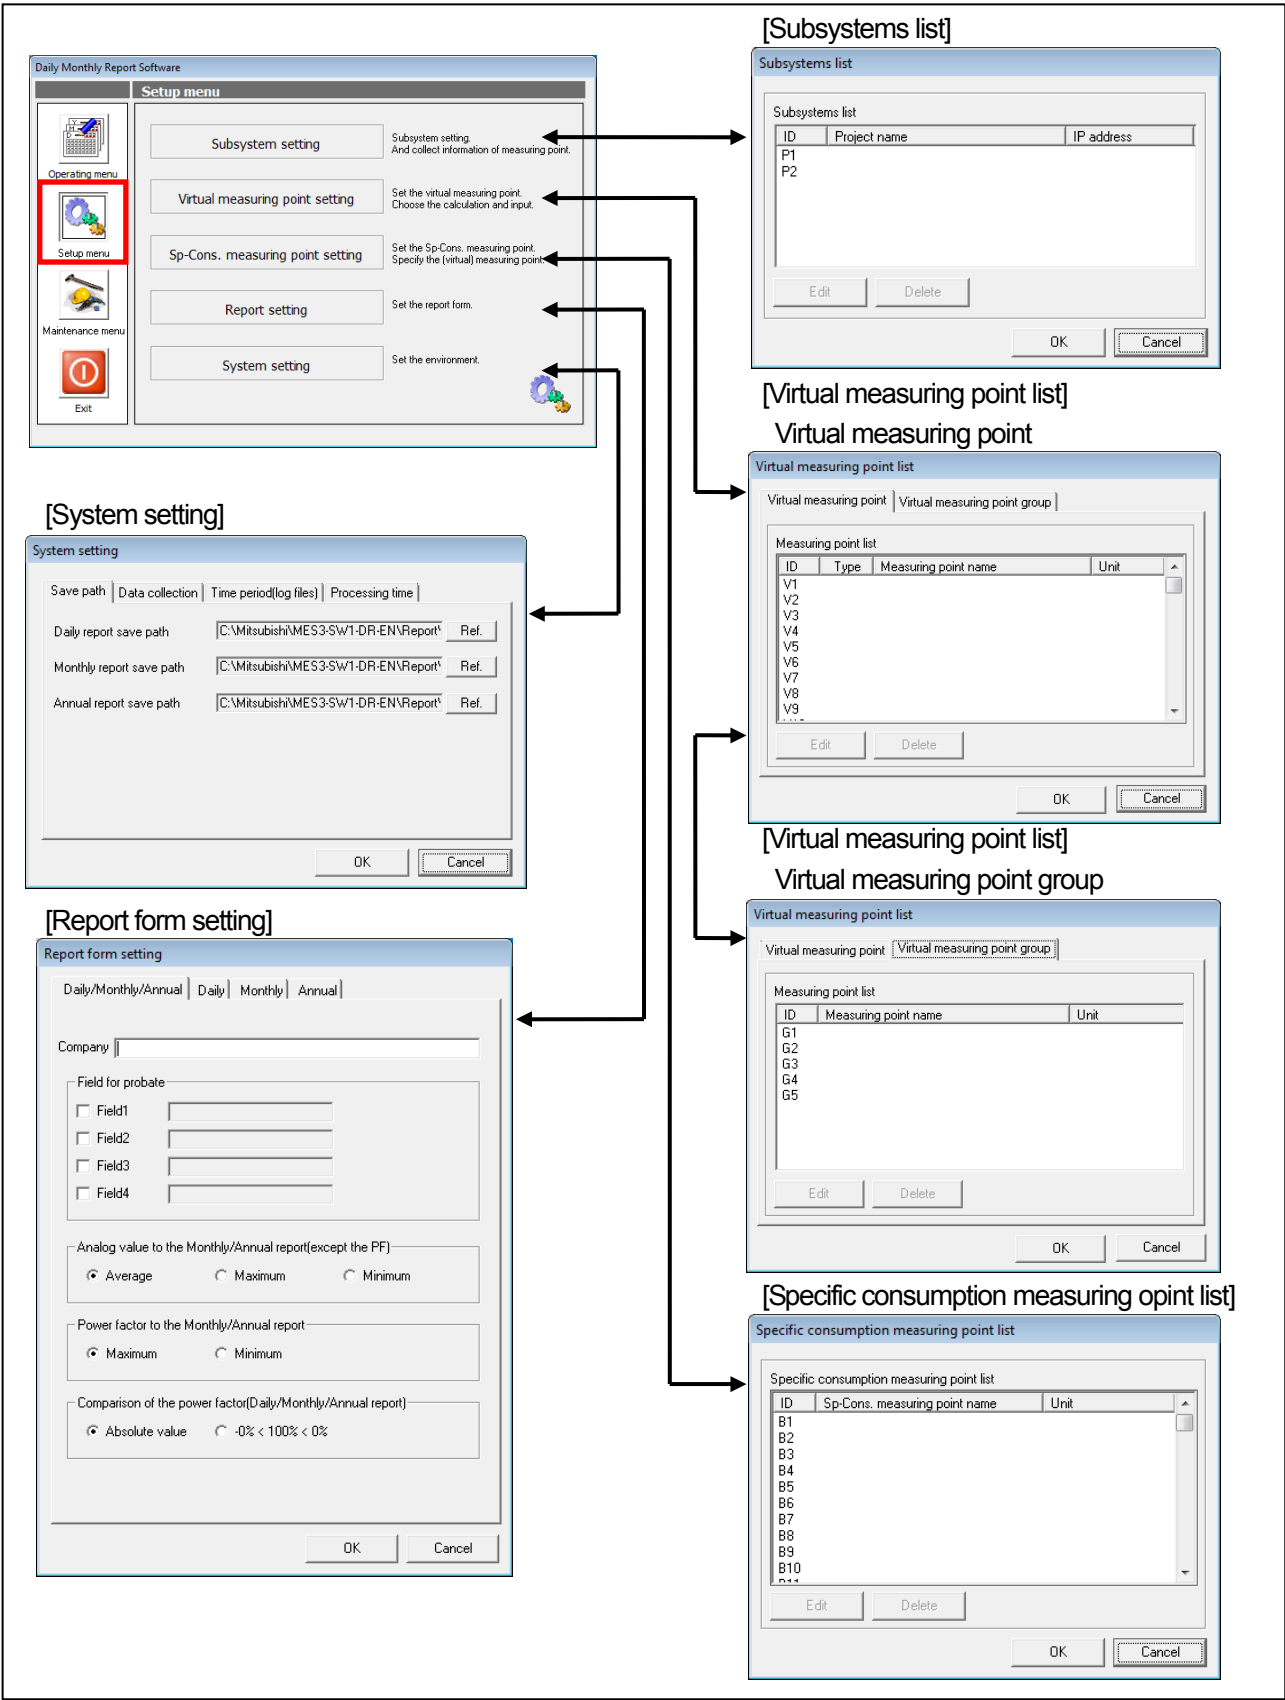 [Subsystems list]
Daily Monthly Report Software
Setup menu
Operating menu
Setup menu
Maintenance menu
Exit
Subsystem setting
Subsystem setting.
And collect information of measuring point.
Virtual measuring point setting
Set the virtual measuring point.
Choose the calculation and input.
Sp-Cons. measuring point setting
Set the Sp-Cons. measuring point.
Specify the (virtual) measuring point.
Report setting
Set the report form.
System setting
Set the environment.
Subsystems list
Subsystems list
ID Project name IP address
P1
P2
Edit Delete
OK Cancel
[Virtual measuring point list]
Virtual measuring point
Virtual measuring point list
Virtual measuring point Virtual measuring point group
Measuring point list
ID Type Measuring point name Unit
V1
V2
V3
V4
V5
V6
V7
V8
V9
Edit Delete
OK Cancel
[System setting]
System setting
Save path Data collection Time period(log files) Processing time
Daily report save path C:\Mitsubishi\MES3-SW1-DR-EN\Report\ Ref.
Monthly report save path C:\Mitsubishi\MES3-SW1-DR-EN\Report\ Ref.
Annual report save path C:\Mitsubishi\MES3-SW1-DR-EN\Report\ Ref.
OK Cancel
[Virtual measuring point list]
Virtual measuring point group
Virtual measuring point list
Virtual measuring point Virtual measuring point group
Measuring point list
ID Measuring point name Unit
G1
G2
G3
G4
G5
Edit Delete
OK Cancel
[Report form setting]
Report form setting
Daily/Monthly/Annual Daily Monthly Annual
Company
Field for probate
Field1
Field2
Field3
Field4
Analog value to the Monthly/Annual report(except the PF)
Average Maximum Minimum
Power factor to the Monthly/Annual report
Maximum Minimum
Comparison of the power factor(Daily/Monthly/Annual report)
Absolute value -0% < 100% < 0%
OK Cancel
[Specific consumption measuring opint list]
Specific consumption measuring point list
Specific consumption measuring point list
ID Sp-Cons. measuring point name Unit
B1
B2
B3
B4
B5
B6
B7
B8
B9
B10
B11
Edit Delete
OK Cancel